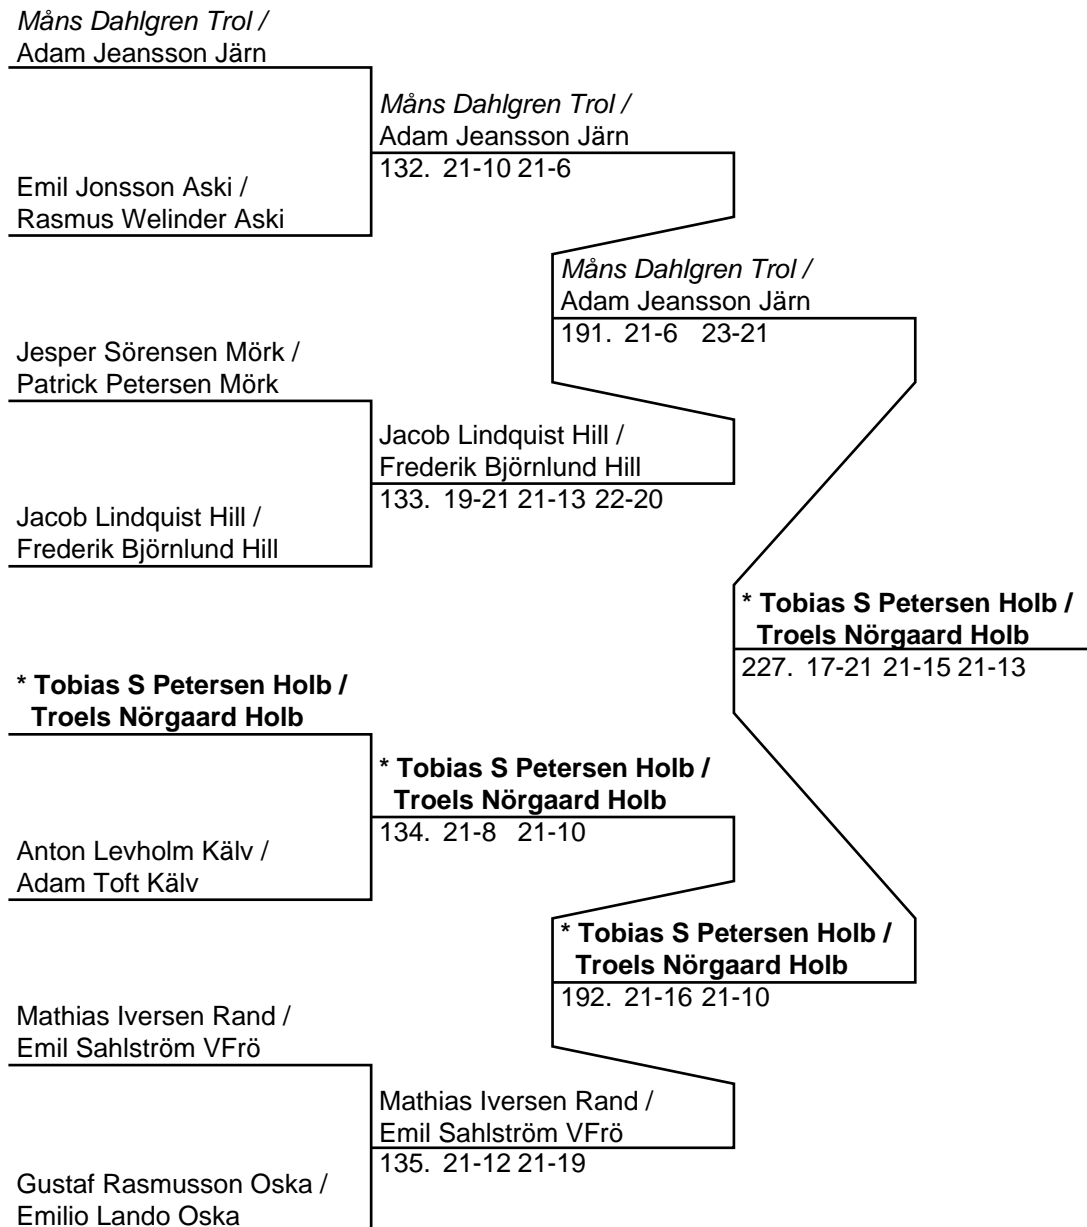 Måns Dahlgren Trol /
Adam Jeansson Järn
Måns Dahlgren Trol /
Adam Jeansson Järn
132. 21-10 21-6
Emil Jonsson Aski /
Rasmus Welinder Aski
Måns Dahlgren Trol /
Adam Jeansson Järn
191. 21-6 23-21
Jesper Sörensen Mörk /
Patrick Petersen Mörk
Jacob Lindquist Hill /
Frederik Björnlund Hill
133. 19-21 21-13 22-20
Jacob Lindquist Hill /
Frederik Björnlund Hill
* Tobias S Petersen Holb /
Troels Nörgaard Holb
227. 17-21 21-15 21-13
* Tobias S Petersen Holb /
Troels Nörgaard Holb
* Tobias S Petersen Holb /
Troels Nörgaard Holb
134. 21-8 21-10
Anton Levholm Kälv /
Adam Toft Kälv
* Tobias S Petersen Holb /
Troels Nörgaard Holb
192. 21-16 21-10
Mathias Iversen Rand /
Emil Sahlström VFrö
Mathias Iversen Rand /
Emil Sahlström VFrö
135. 21-12 21-19
Gustaf Rasmusson Oska /
Emilio Lando Oska